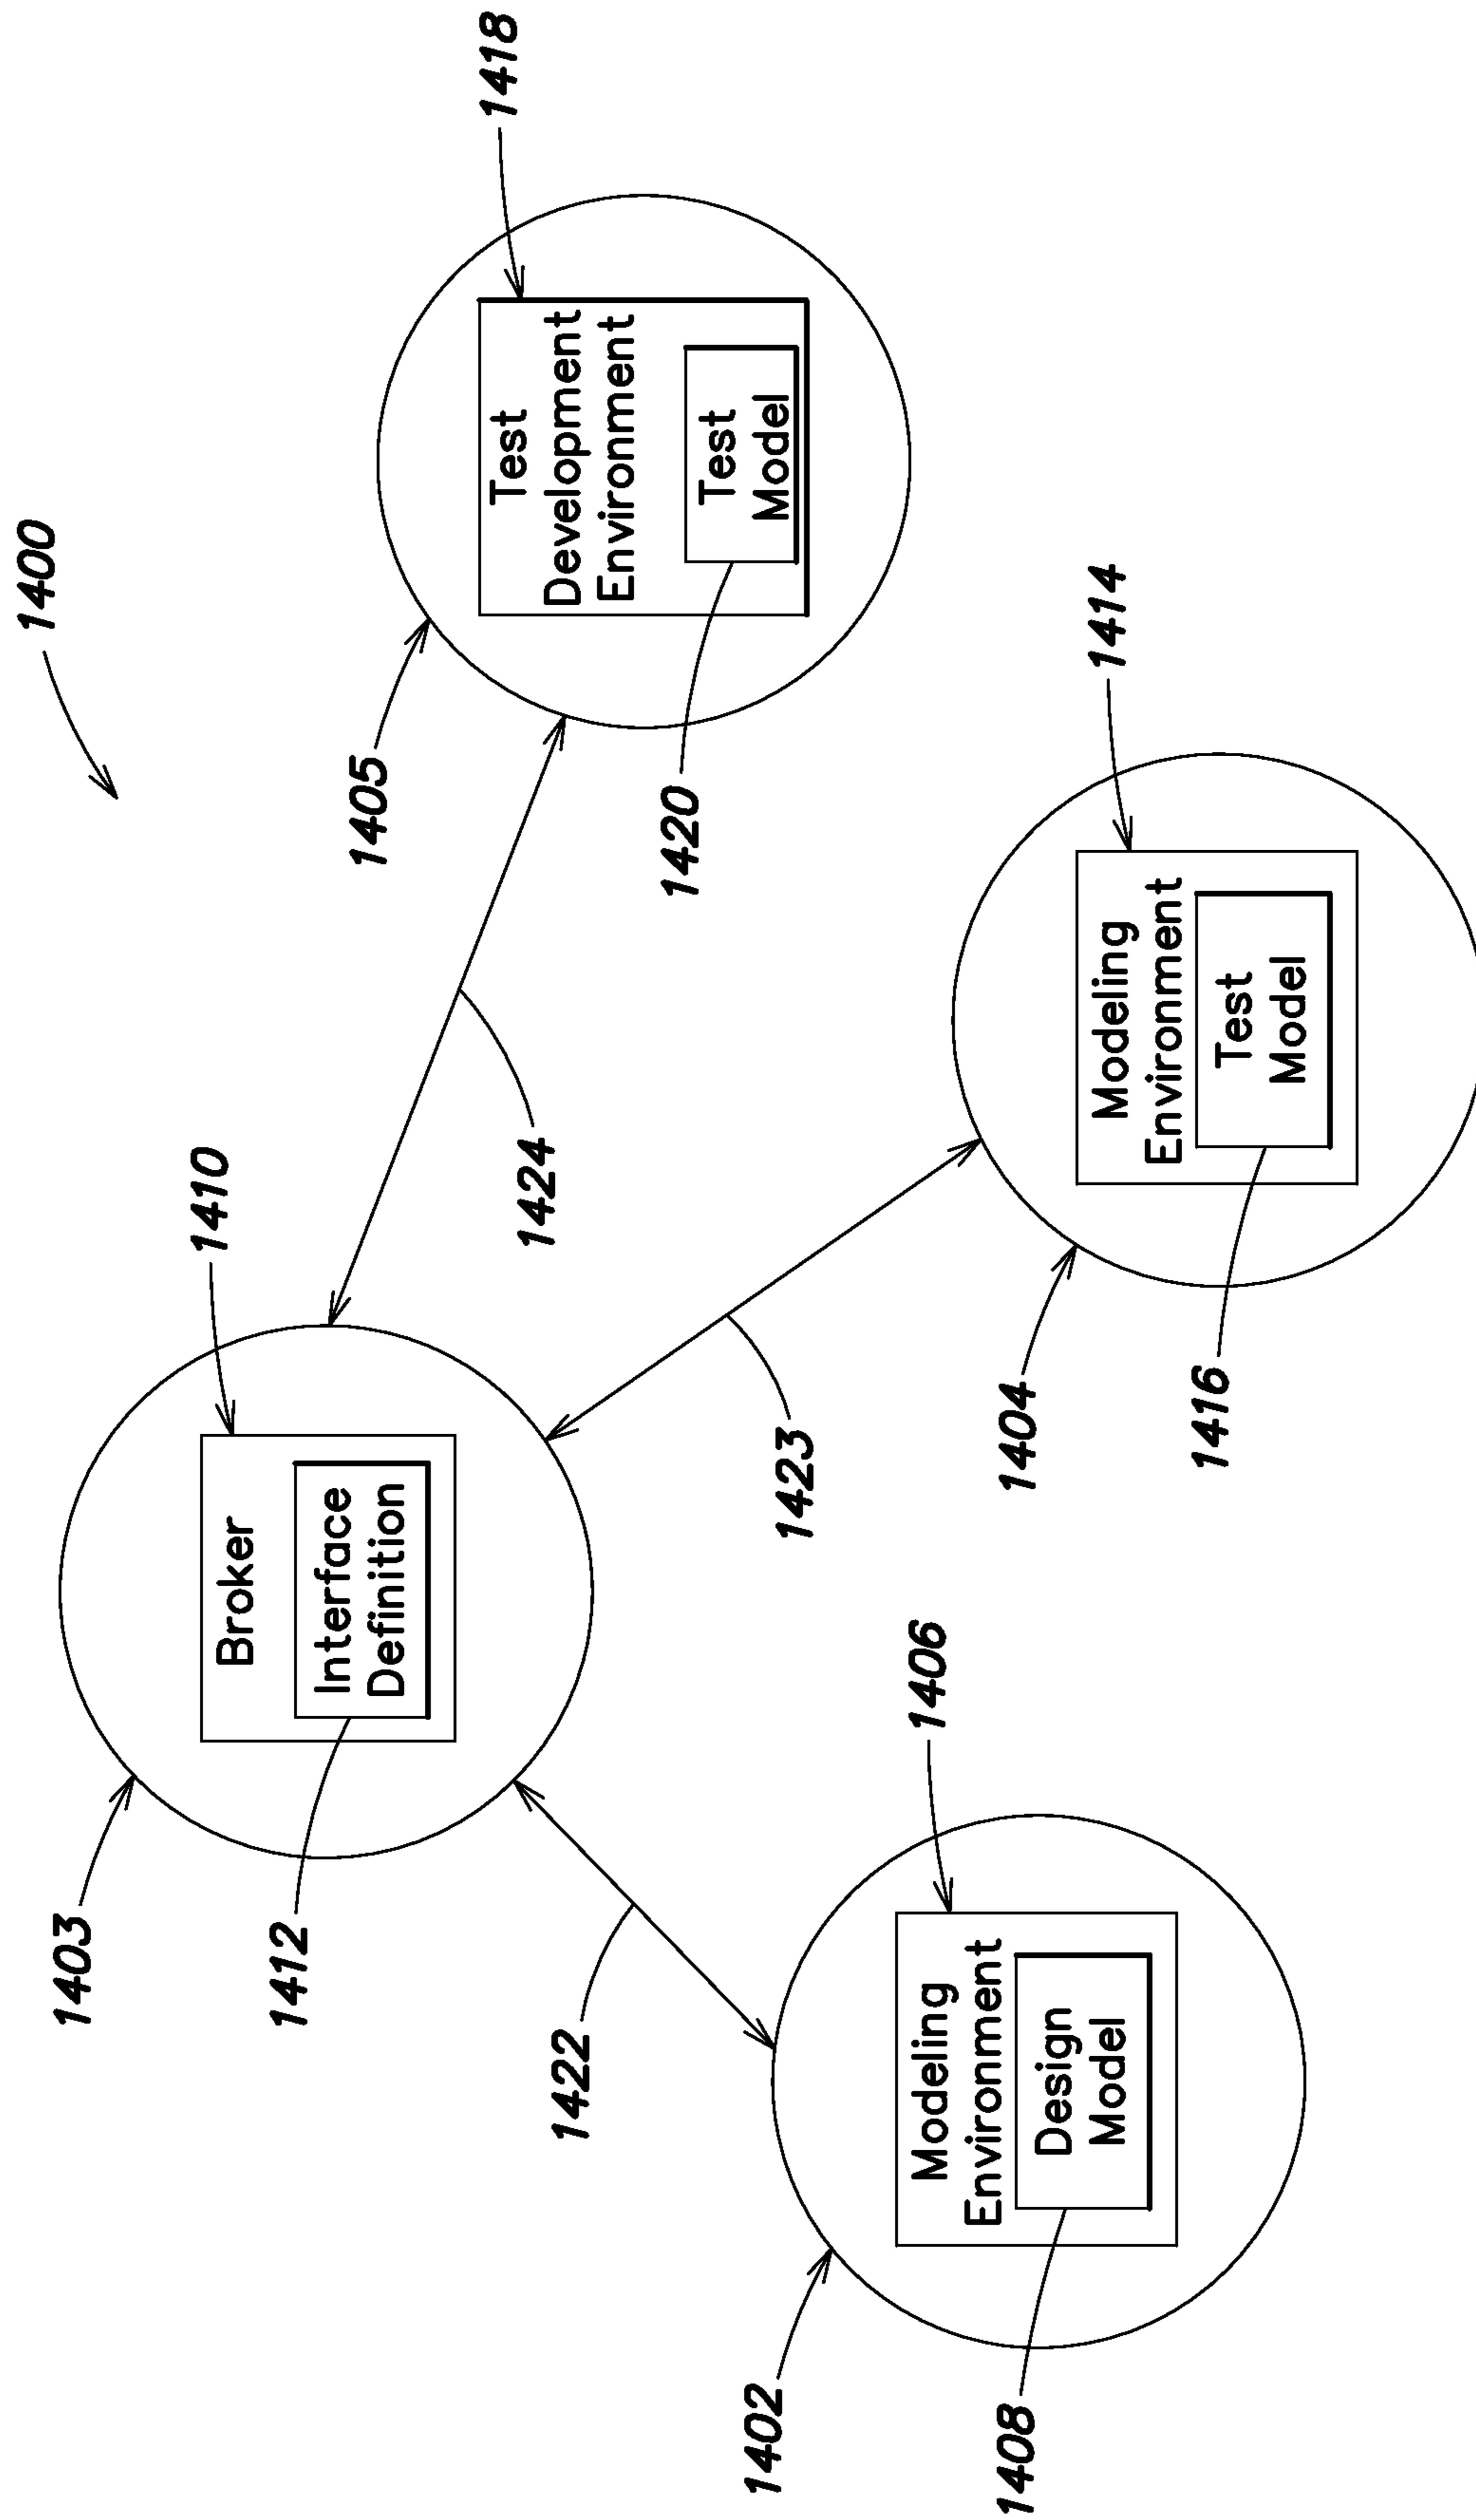 1400
1403
1410
Broker
Interface
Definition
1412
1405
1418
Test
Development
Environment
Test
Model
1420
1424
1422
1423
1402
1406
Modeling
Environment
Design
Model
1408
1404
1414
Modeling
Environment
Test
Model
1416